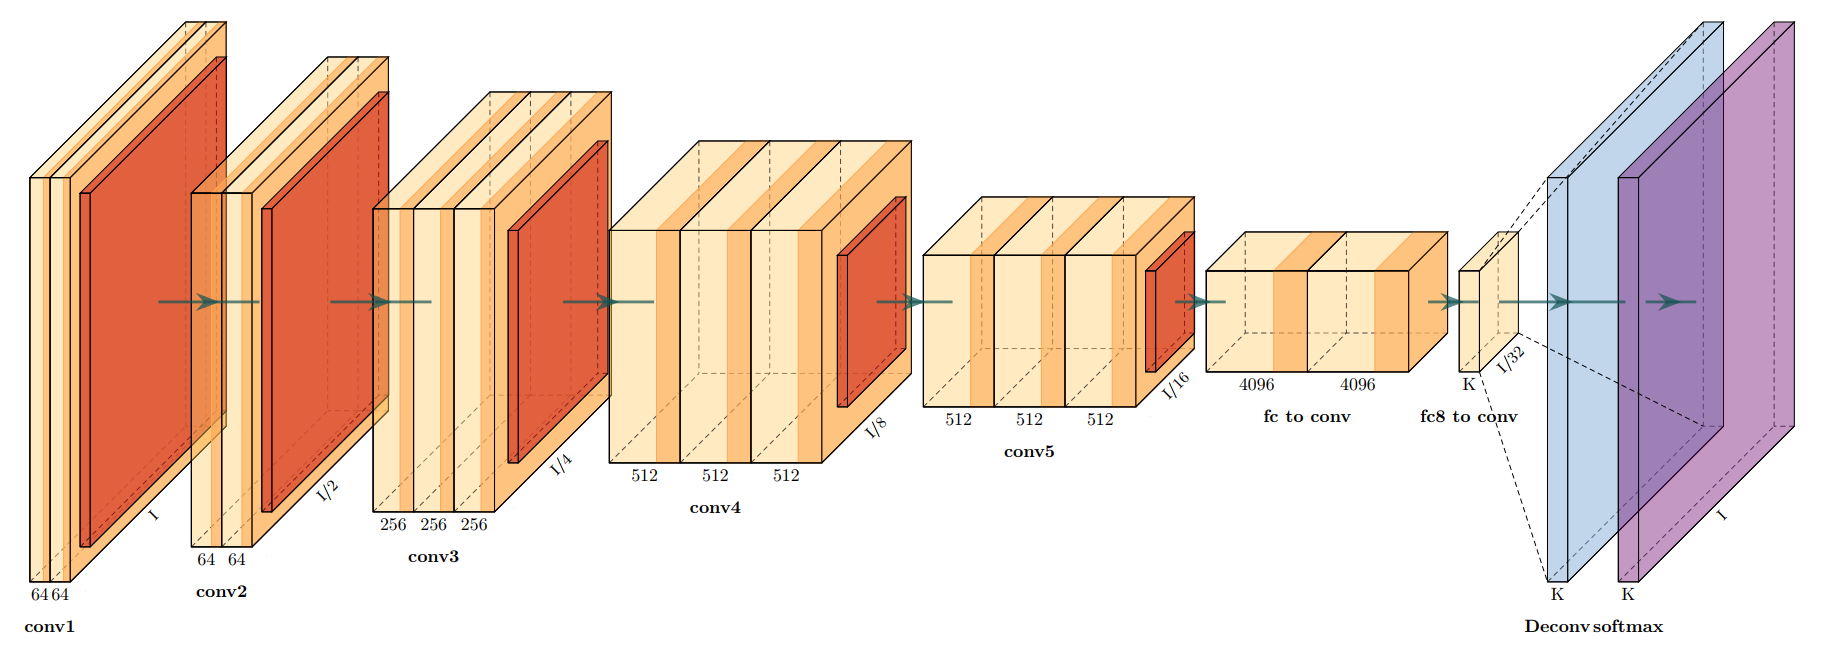 64 64
I
conv1
64 64
I/2
conv2
256 256 256
I/4
conv3
512 512 512
I/8
conv4
512 512 512
I/16
conv5
4096 4096
fc to conv
K
I/32
fc8 to conv
K
Deconv
K
I
softmax